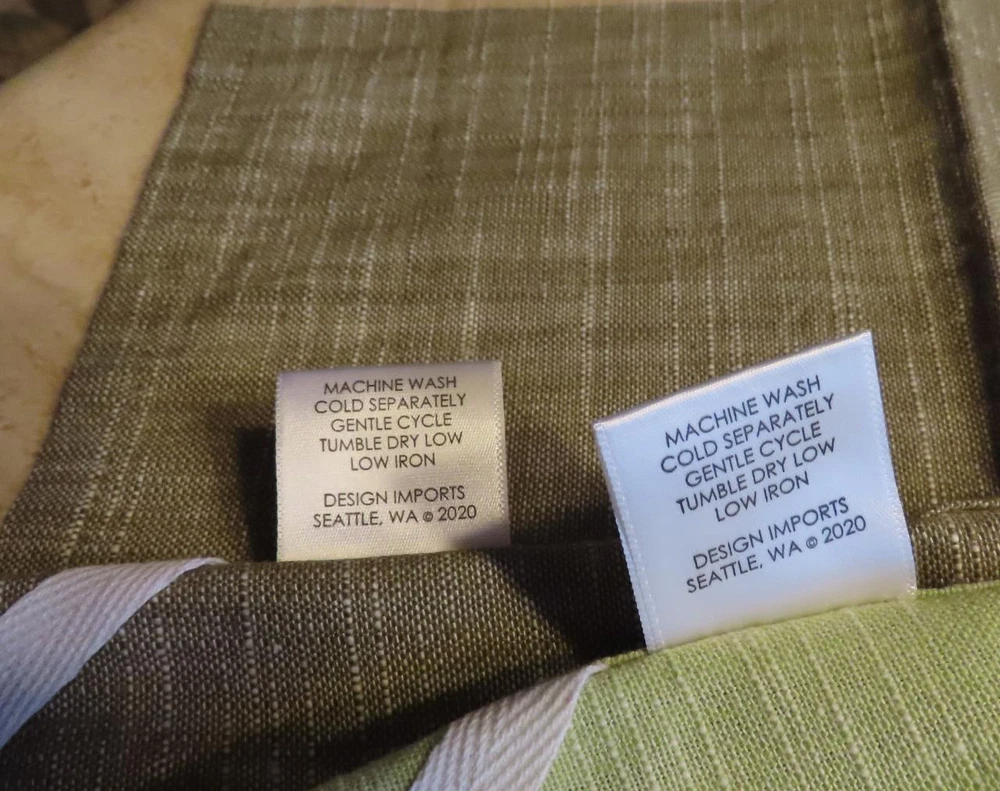 MACHINE WASH
COLD SEPARATELY
GENTLE CYCLE
TUMBLE DRY LOW
LOW IRON
DESIGN IMPORTS
SEATTLE, WA © 2020
MACHINE WASH
COLD SEPARATELY
GENTLE CYCLE
TUMBLE DRY LOW
LOW IRON
DESIGN IMPORTS
SEATTLE, WA © 2020